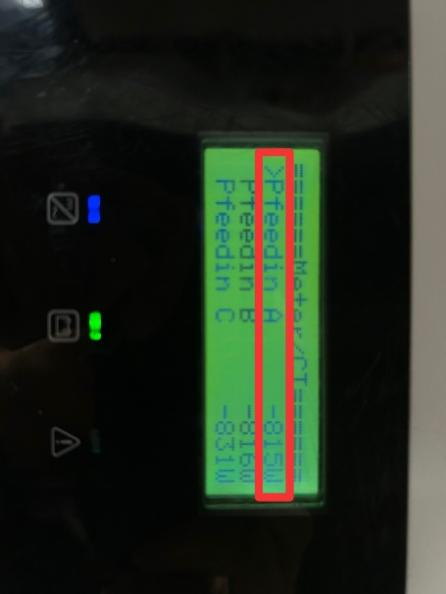 ======Meter/CT======
>Pfeedin A -815W
Pfeedin B -816W
Pfeedin C -831W